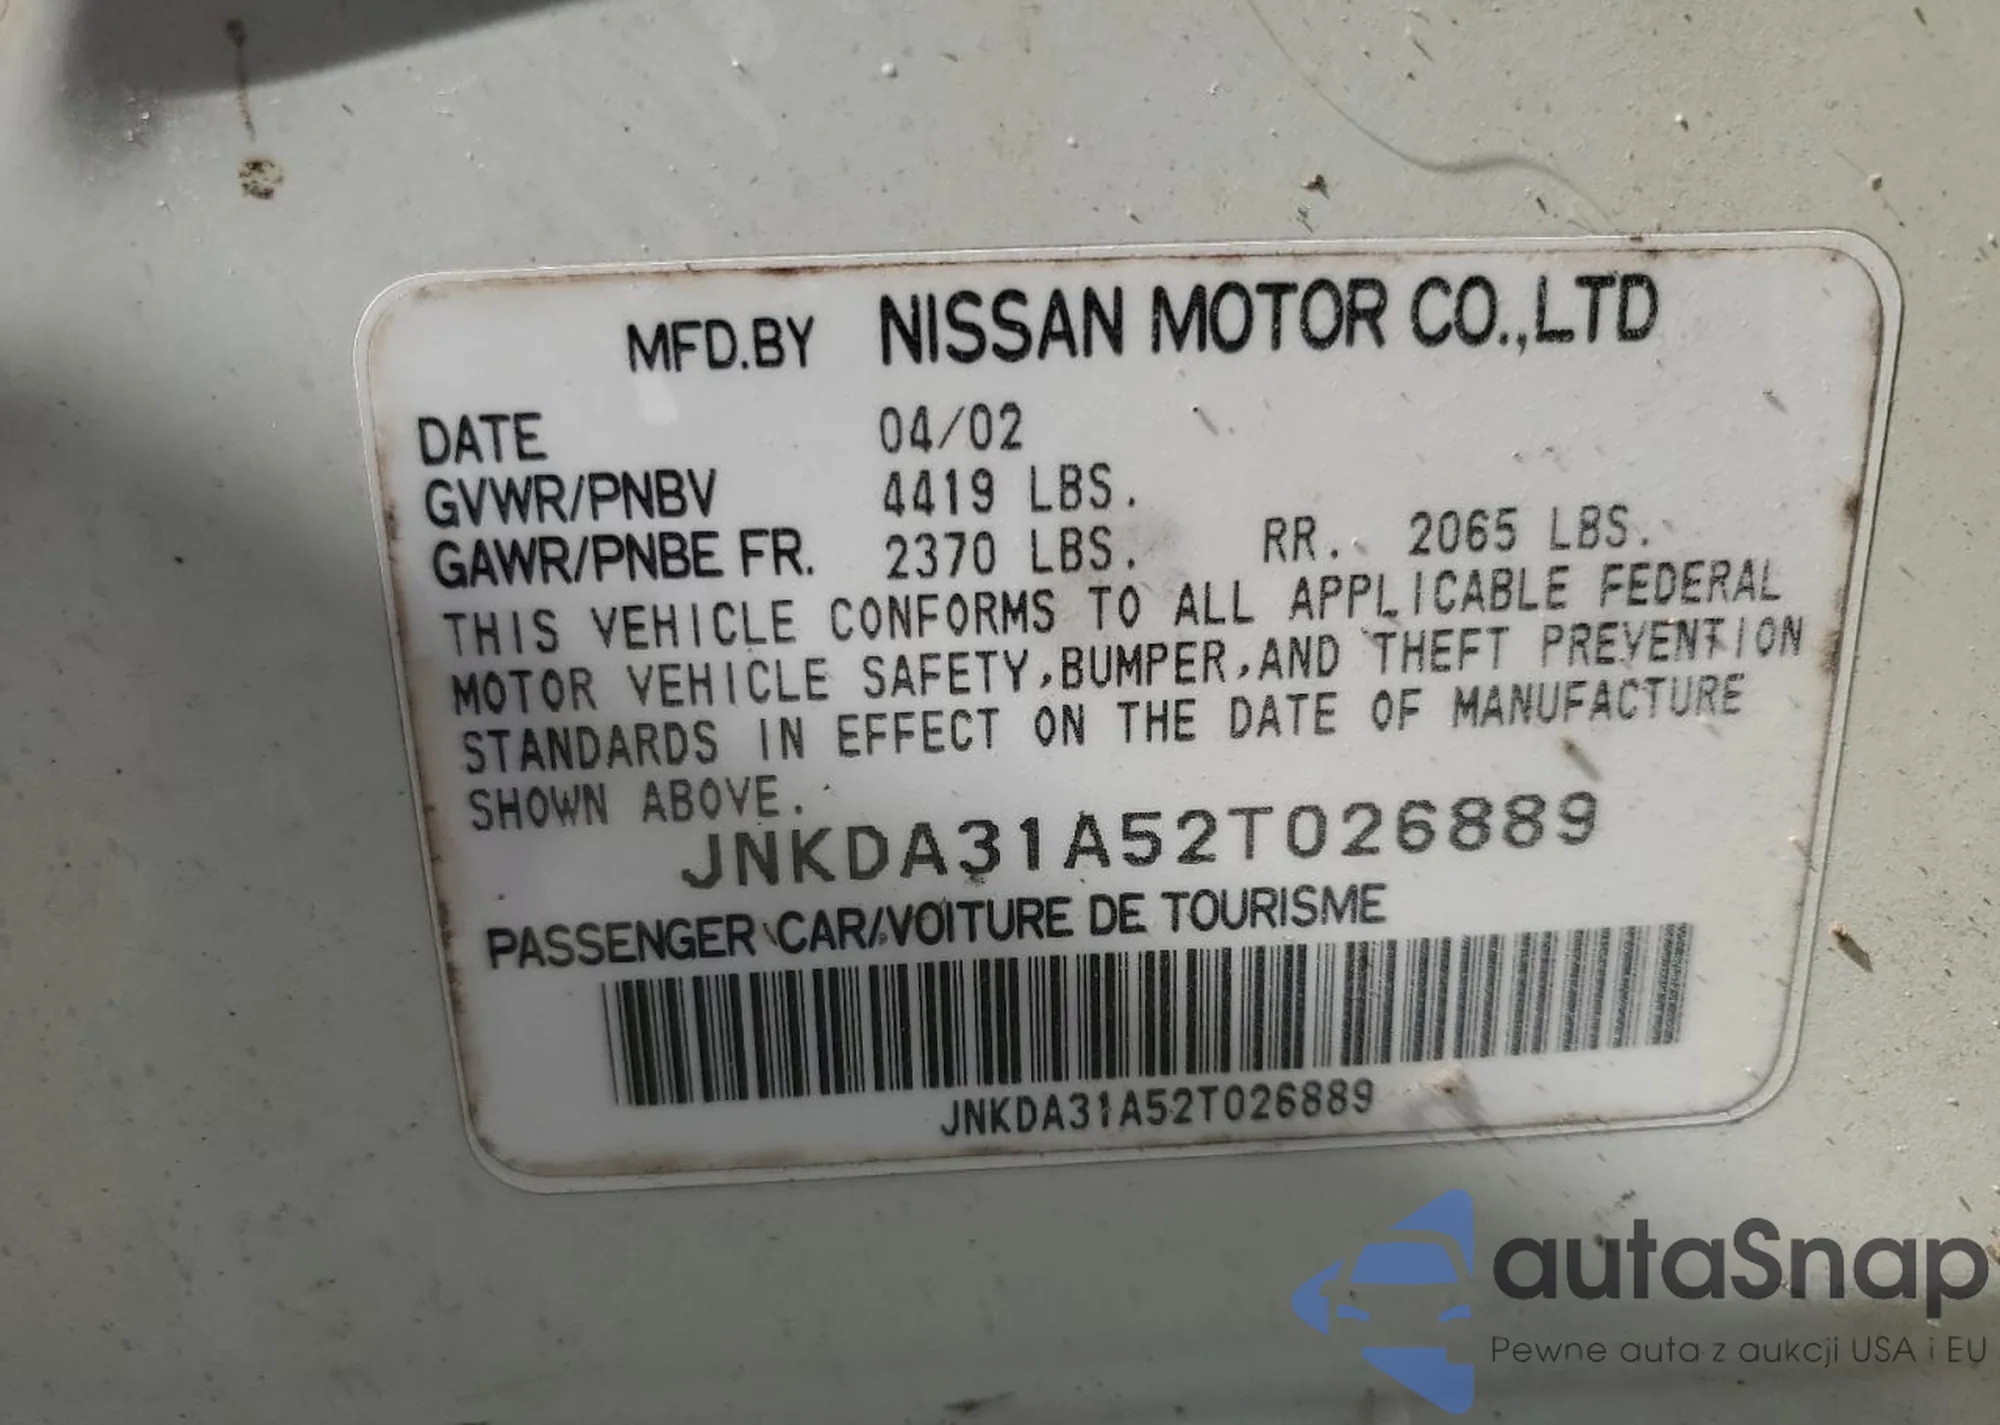 MFD.BY NISSAN MOTOR CO.,LTD
DATE 04/02
GVWR/PNBV 4419 LBS.
GAWR/PNBE FR. 2370 LBS. RR. 2065 LBS.
THIS VEHICLE CONFORMS TO ALL APPLICABLE FEDERAL
MOTOR VEHICLE SAFETY,BUMPER,AND THEFT PREVENTION
STANDARDS IN EFFECT ON THE DATE OF MANUFACTURE
SHOWN ABOVE.
JNKDA31A52T026889
PASSENGER CAR/VOITURE DE TOURISME
JNKDA31A52T026889
autaSnap
Pewne auta z aukcji USA i EU